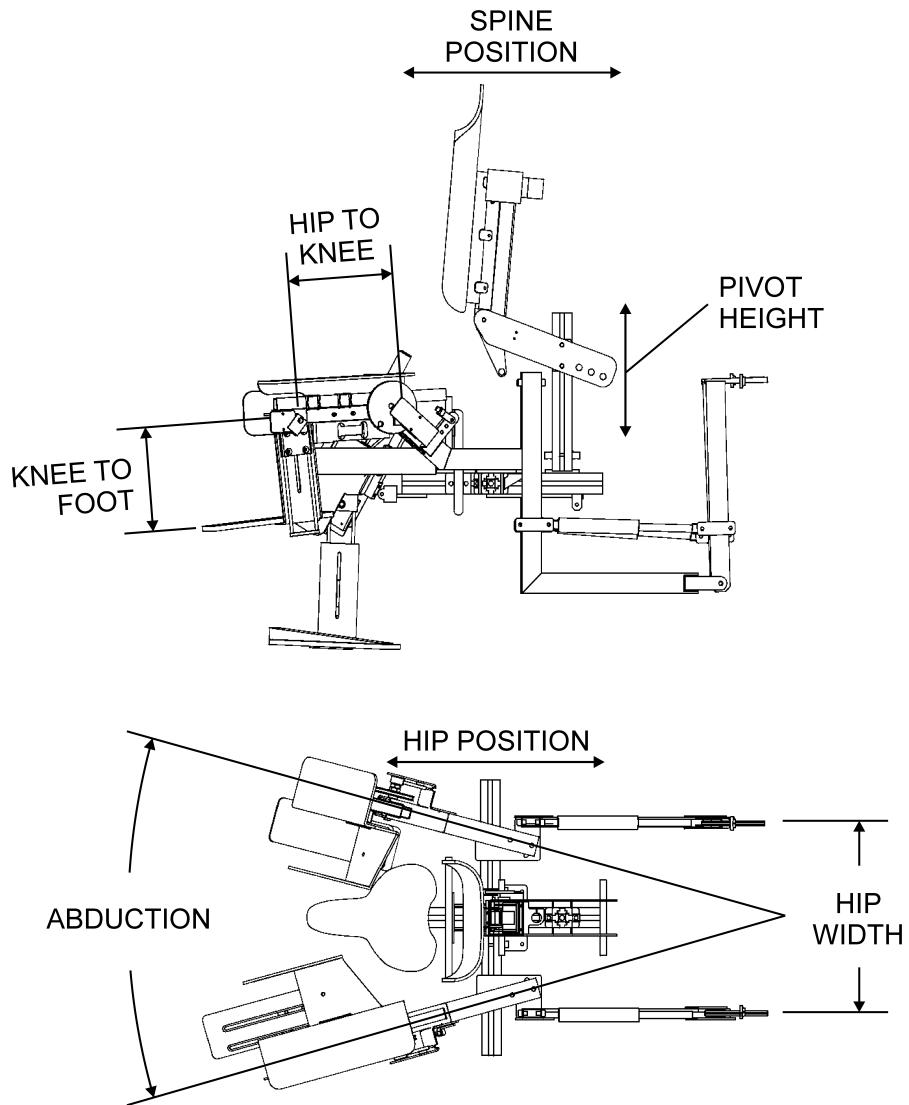 SPINE
POSITION
HIP TO
KNEE
PIVOT
HEIGHT
KNEE TO
FOOT
HIP POSITION
ABDUCTION
HIP
WIDTH